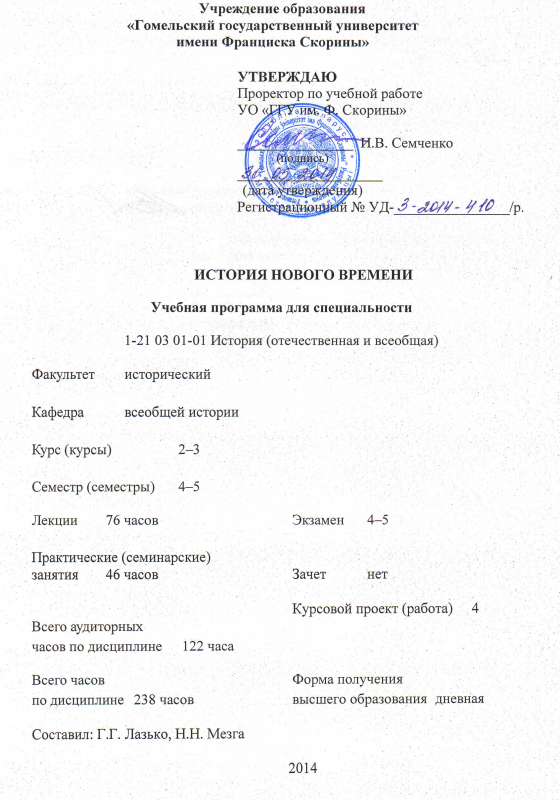 Учреждение образования
«Гомельский государственный университет
имени Франциска Скорины»
УТВЕРЖДАЮ
Проректор по учебной работе
УО «ГГУ им. Ф. Скорины»
И.В. Семченко
(подпись)
30.05.2014
(дата утверждения)
Регистрационный № УД-3-2014-410 /р.
ИСТОРИЯ НОВОГО ВРЕМЕНИ
Учебная программа для специальности
1-21 03 01-01 История (отечественная и всеобщая)
Факультет исторический
Кафедра всеобщей истории
Курс (курсы) 2–3
Семестр (семестры) 4–5
Лекции 76 часов Экзамен 4–5
Практические (семинарские)
занятия 46 часов Зачет нет
Курсовой проект (работа) 4
Всего аудиторных
часов по дисциплине 122 часа
Всего часов Форма получения
по дисциплине 238 часов высшего образования дневная
Составил: Г.Г. Лазько, Н.Н. Мезга
2014